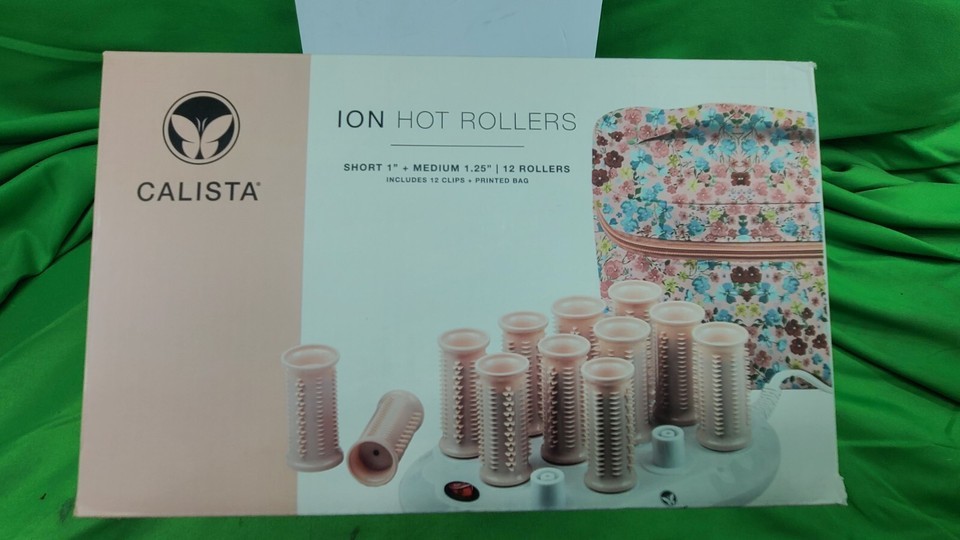 CALISTA®
ION HOT ROLLERS
SHORT 1" + MEDIUM 1.25" | 12 ROLLERS
INCLUDES 12 CLIPS + PRINTED BAG